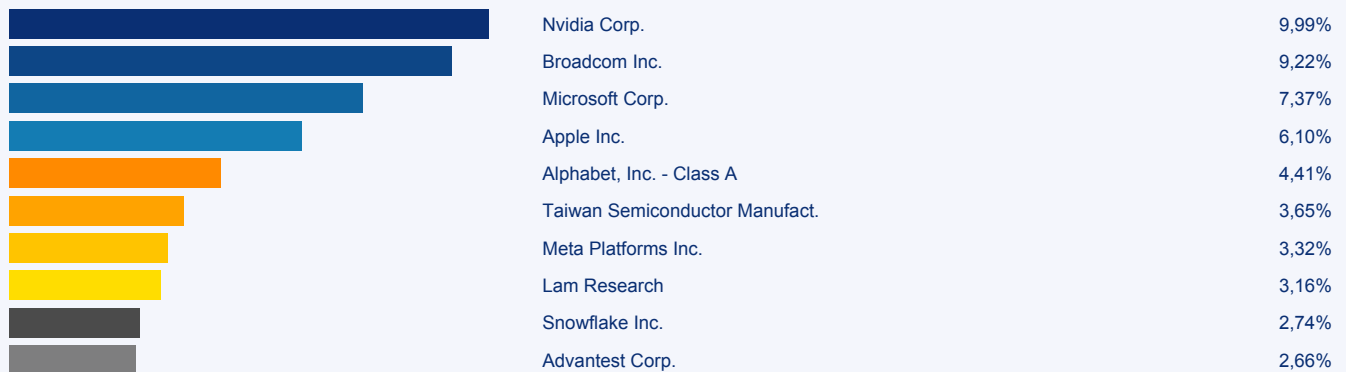 Nvidia Corp. 9,99%
Broadcom Inc. 9,22%
Microsoft Corp. 7,37%
Apple Inc. 6,10%
Alphabet, Inc. - Class A 4,41%
Taiwan Semiconductor Manufact. 3,65%
Meta Platforms Inc. 3,32%
Lam Research 3,16%
Snowflake Inc. 2,74%
Advantest Corp. 2,66%